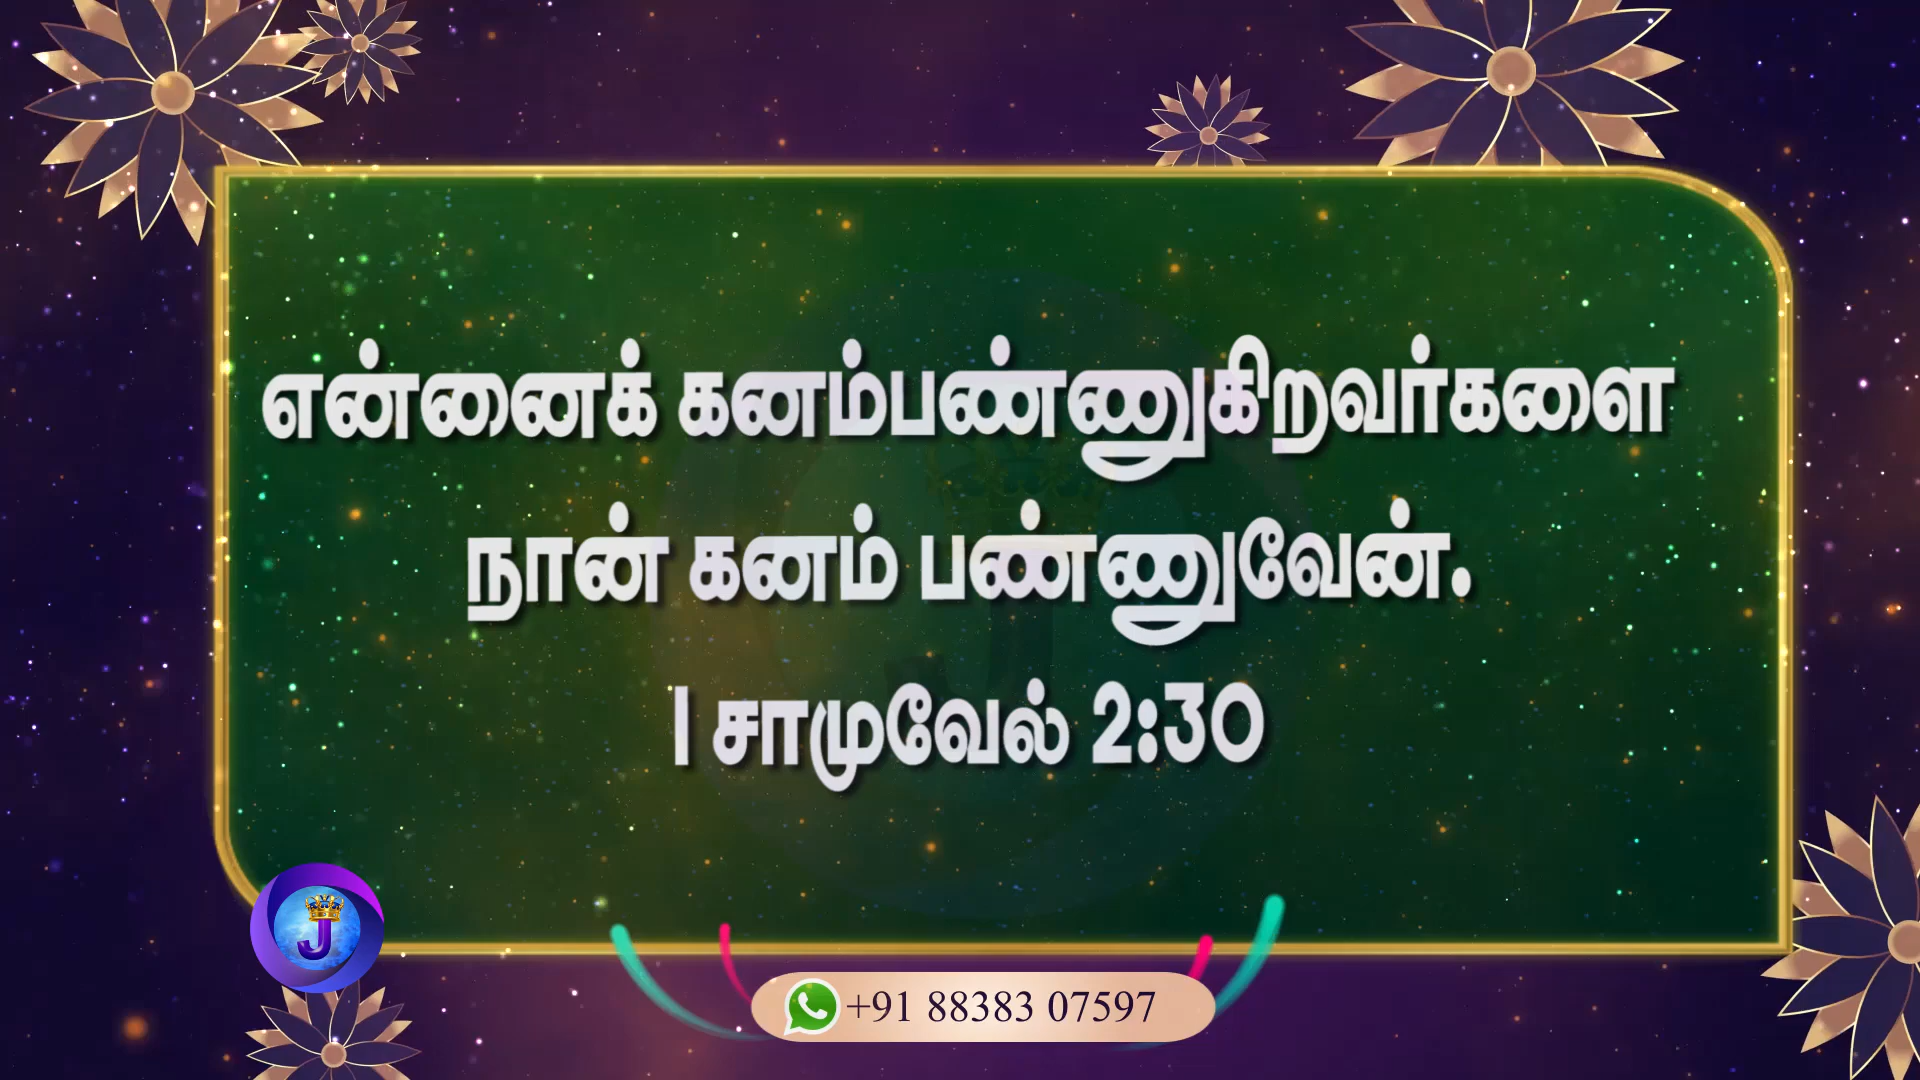 என்னைக் கனம்பண்ணுகிறவர்களை
நான் கனம் பண்ணுவேன்.
I சாமுவேல் 2:30
J
+91 88383 07597